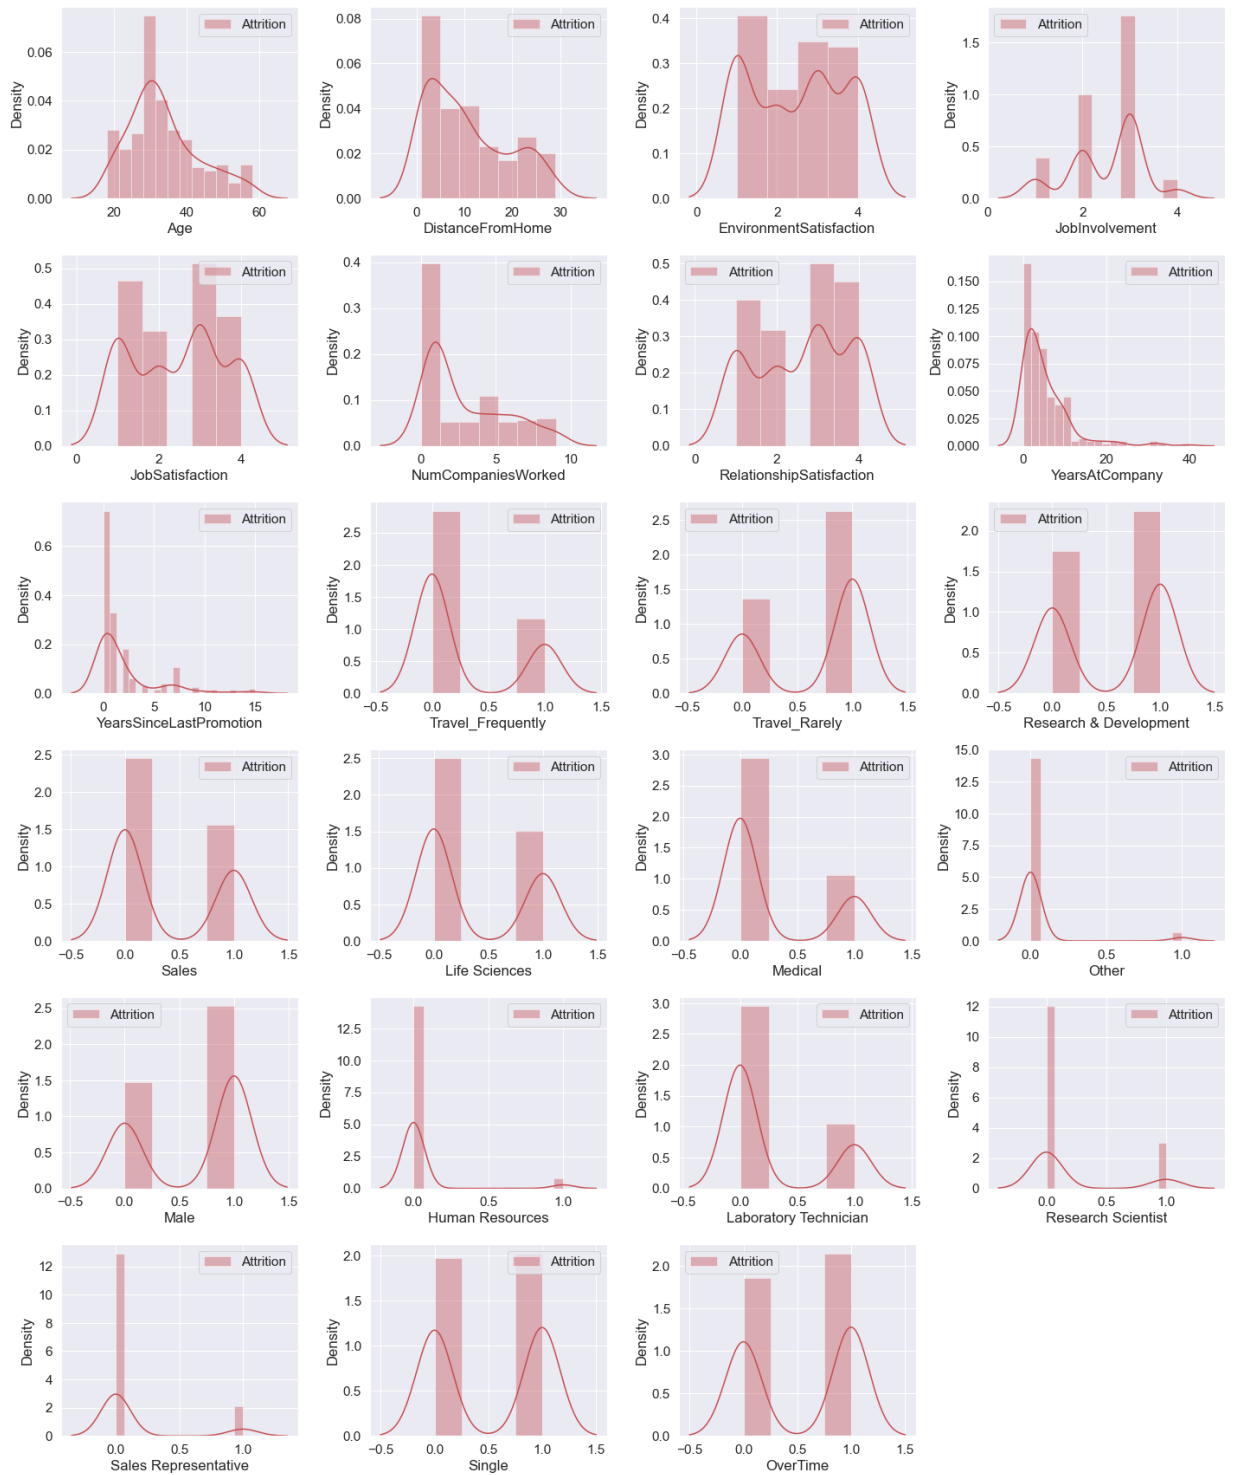 Attrition
Density
0.06
0.04
0.02
0.00
20 40 60
Age
Attrition
Density
0.08
0.06
0.04
0.02
0.00
0 10 20 30
DistanceFromHome
Attrition
Density
0.4
0.3
0.2
0.1
0.0
0 2 4
EnvironmentSatisfaction
Attrition
Density
1.5
1.0
0.5
0.0
0 2 4
JobInvolvement
Attrition
Density
0.5
0.4
0.3
0.2
0.1
0.0
0 2 4
JobSatisfaction
Attrition
Density
0.4
0.3
0.2
0.1
0.0
0 5 10
NumCompaniesWorked
Attrition
Density
0.5
0.4
0.3
0.2
0.1
0.0
0 2 4
RelationshipSatisfaction
Attrition
Density
0.150
0.125
0.100
0.075
0.050
0.025
0.000
0 20 40
YearsAtCompany
Attrition
Density
0.6
0.4
0.2
0.0
0 5 10 15
YearsSinceLastPromotion
Attrition
Density
2.5
2.0
1.5
1.0
0.5
0.0
−0.5 0.0 0.5 1.0 1.5
Travel_Frequently
Attrition
Density
2.5
2.0
1.5
1.0
0.5
0.0
−0.5 0.0 0.5 1.0 1.5
Travel_Rarely
Attrition
Density
2.0
1.5
1.0
0.5
0.0
−0.5 0.0 0.5 1.0 1.5
Research & Development
Attrition
Density
2.5
2.0
1.5
1.0
0.5
0.0
−0.5 0.0 0.5 1.0 1.5
Sales
Attrition
Density
2.5
2.0
1.5
1.0
0.5
0.0
−0.5 0.0 0.5 1.0 1.5
Life Sciences
Attrition
Density
3.0
2.5
2.0
1.5
1.0
0.5
0.0
−0.5 0.0 0.5 1.0 1.5
Medical
Attrition
Density
15.0
12.5
10.0
7.5
5.0
2.5
0.0
0.0 0.5 1.0
Other
Attrition
Density
2.5
2.0
1.5
1.0
0.5
0.0
−0.5 0.0 0.5 1.0 1.5
Male
Attrition
Density
12.5
10.0
7.5
5.0
2.5
0.0
0.0 0.5 1.0
Human Resources
Attrition
Density
3.0
2.5
2.0
1.5
1.0
0.5
0.0
−0.5 0.0 0.5 1.0 1.5
Laboratory Technician
Attrition
Density
12
10
8
6
4
2
0
0.0 0.5 1.0
Research Scientist
Attrition
Density
12
10
8
6
4
2
0
0.0 0.5 1.0
Sales Representative
Attrition
Density
2.0
1.5
1.0
0.5
0.0
−0.5 0.0 0.5 1.0 1.5
Single
Attrition
Density
2.0
1.5
1.0
0.5
0.0
−0.5 0.0 0.5 1.0 1.5
OverTime